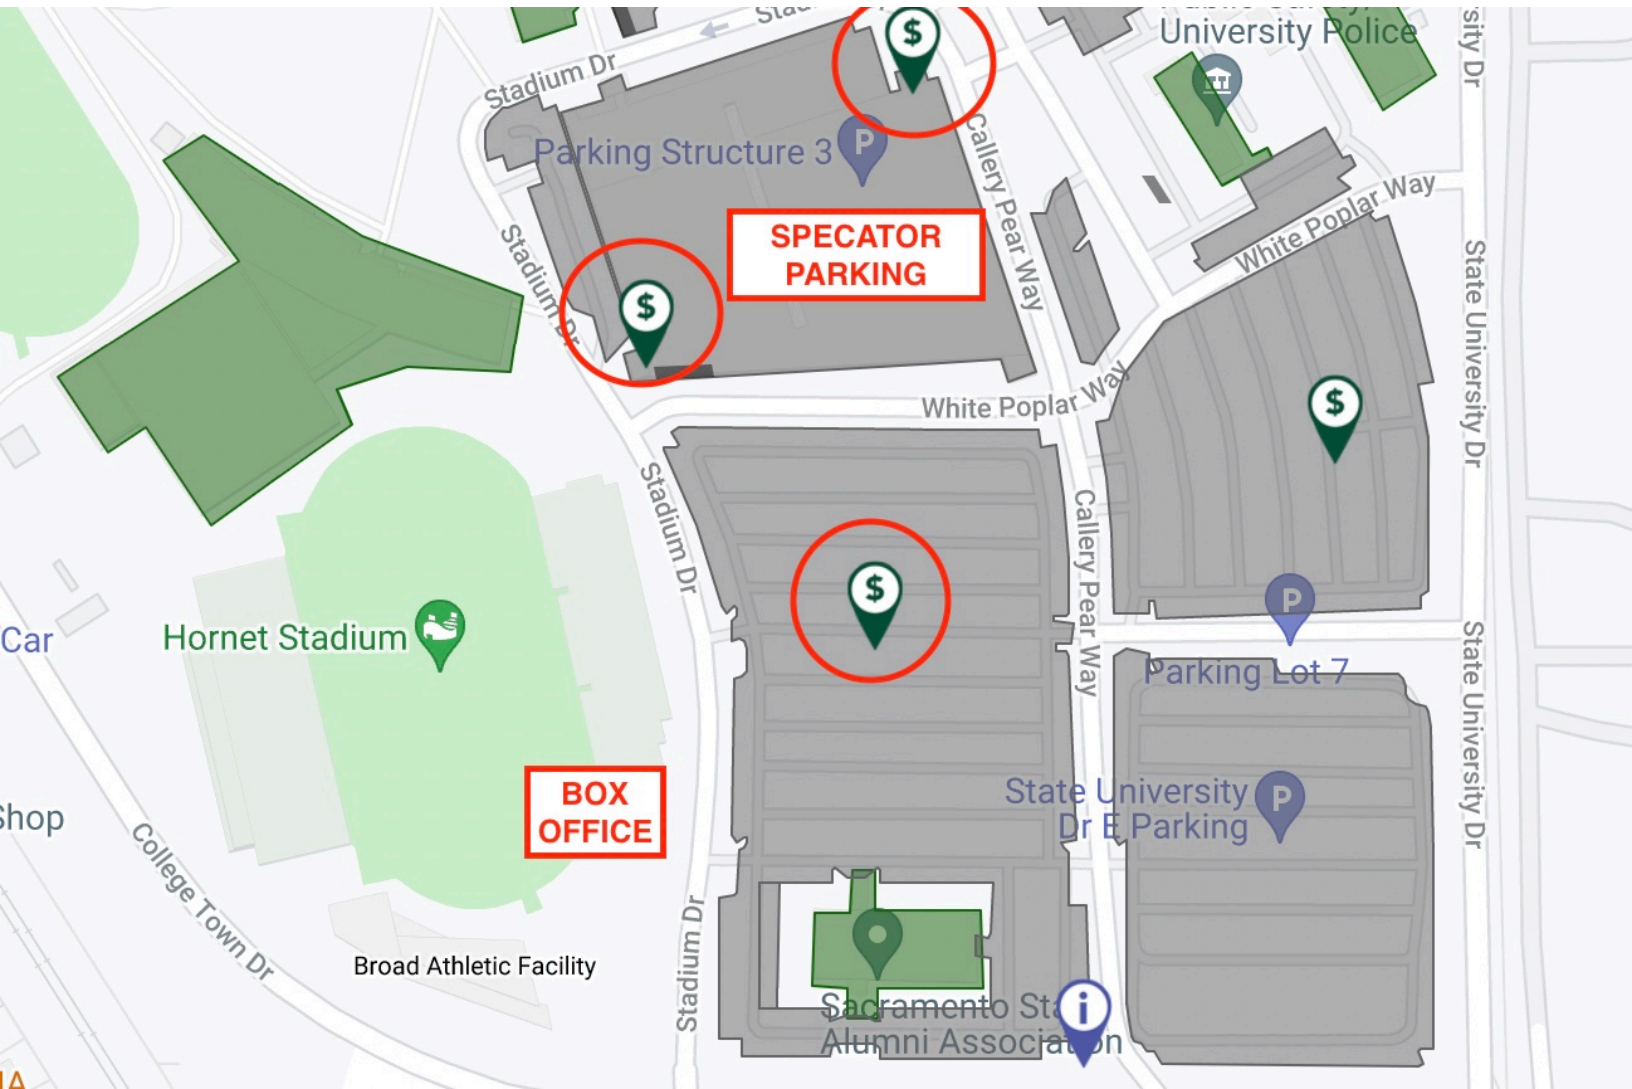 University Police
Stadium Dr
Parking Structure 3
P
$
Callery Pear Way
SPECATOR
PARKING
White Poplar Way
Stadium Dr
$
State University Dr
White Poplar Way
$
Stadium Dr
Callery Pear Way
$
Hornet Stadium
Car
P
Parking Lot 7
State University Dr
BOX
OFFICE
State University
Dr E Parking
P
Shop
College Town Dr
Stadium Dr
Broad Athletic Facility
Sacramento Sta
Alumni Association
i